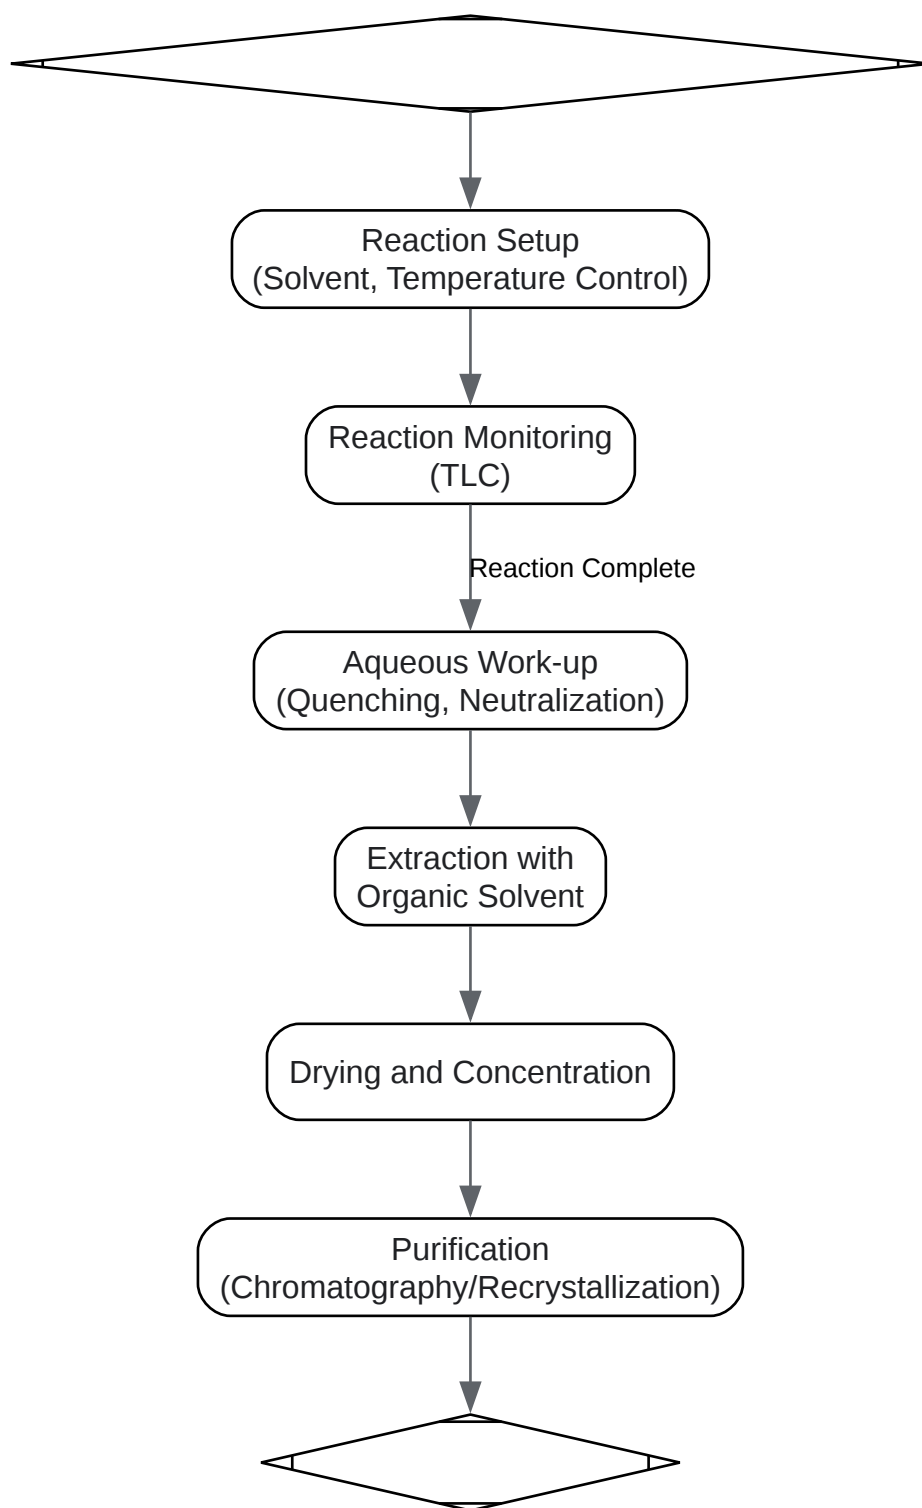 Reaction Setup
(Solvent, Temperature Control)
Reaction Monitoring
(TLC)
Reaction Complete
Aqueous Work-up
(Quenching, Neutralization)
Extraction with
Organic Solvent
Drying and Concentration
Purification
(Chromatography/Recrystallization)